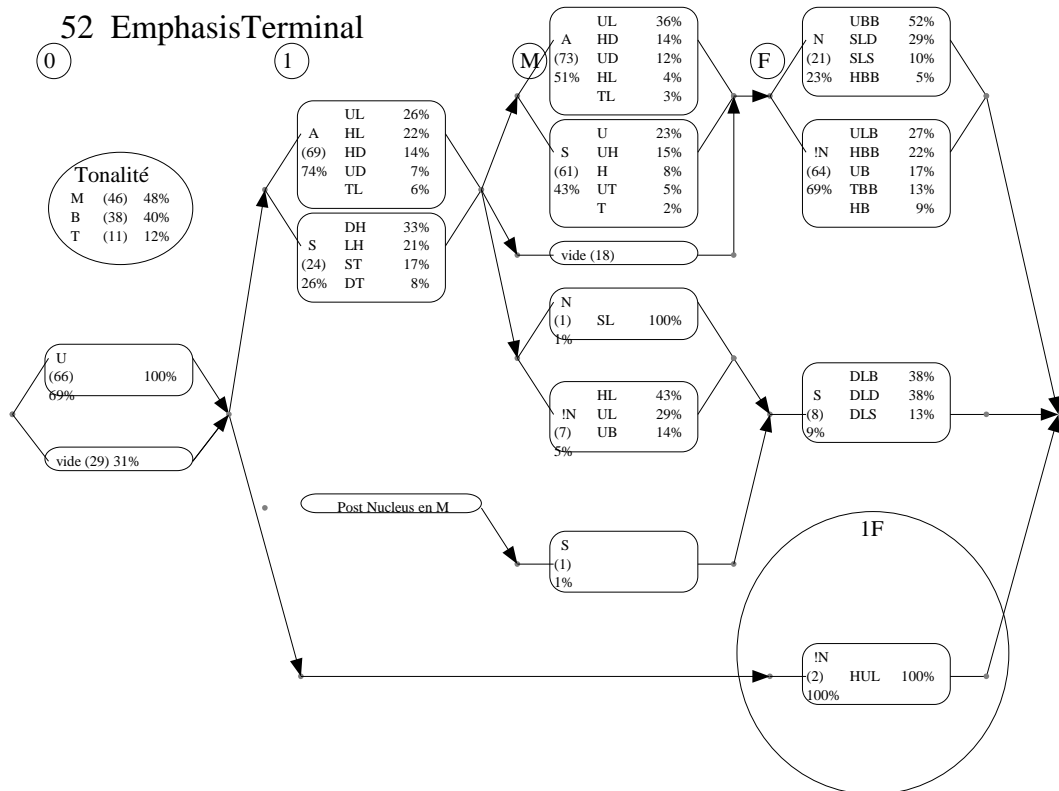 52 EmphasisTerminal
0
1
M
F
Tonalité
M (46) 48%
B (38) 40%
T (11) 12%
U
(66) 100%
69%
vide (29) 31%
UL 26%
A HL 22%
(69) HD 14%
74% UD 7%
TL 6%
DH 33%
S LH 21%
(24) ST 17%
26% DT 8%
Post Nucleus en M
UL 36%
A HD 14%
(73) UD 12%
51% HL 4%
TL 3%
U 23%
S UH 15%
(61) H 8%
43% UT 5%
T 2%
vide (18)
N
(1) SL 100%
1%
HL 43%
!N UL 29%
(7) UB 14%
5%
S
(1)
1%
UBB 52%
N SLD 29%
(21) SLS 10%
23% HBB 5%
ULB 27%
!N HBB 22%
(64) UB 17%
69% TBB 13%
HB 9%
DLB 38%
S DLD 38%
(8) DLS 13%
9%
1F
!N
(2) HUL 100%
100%